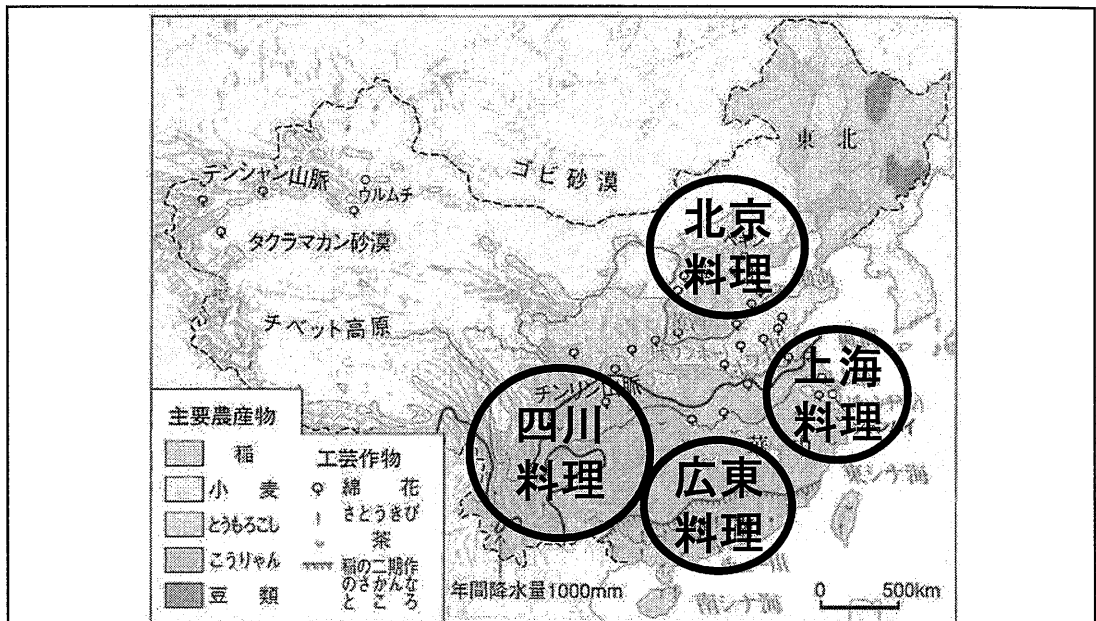 東北
ゴビ砂漠
テンシャン山脈
ウルムチ
タクラマカン砂漠
北京
料理
チベット高原
上海
料理
チンリン山脈
四川
料理
広東
料理
東シナ海
南シナ海
主要農産物
稲
小麦
とうもろこし
こうりゃん
豆類
工芸作物
綿花
さとうきび
茶
稲の二期作
のさかんな
ところ
年間降水量1000mm
0 500km